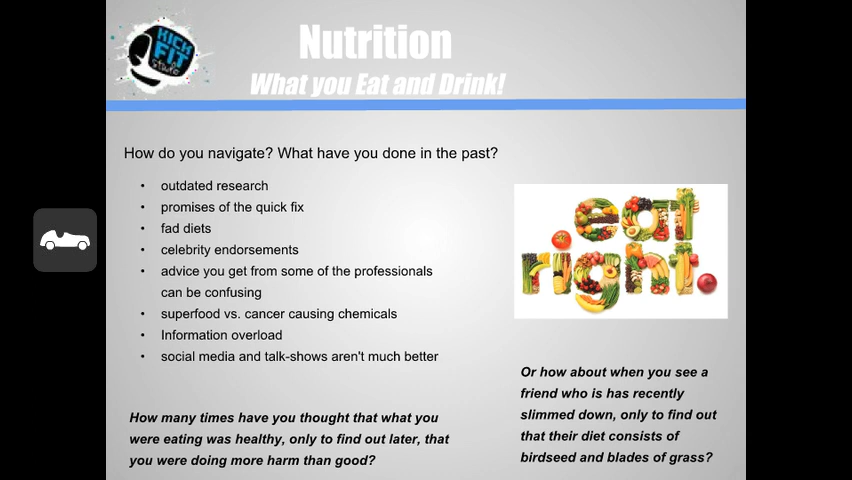 KICK
FIT
Studio
Nutrition
What you Eat and Drink!
How do you navigate? What have you done in the past?
• outdated research
• promises of the quick fix
• fad diets
• celebrity endorsements
• advice you get from some of the professionals
can be confusing
• superfood vs. cancer causing chemicals
• Information overload
• social media and talk-shows aren't much better
eat
right.
How many times have you thought that what you
were eating was healthy, only to find out later, that
you were doing more harm than good?
Or how about when you see a
friend who is has recently
slimmed down, only to find out
that their diet consists of
birdseed and blades of grass?